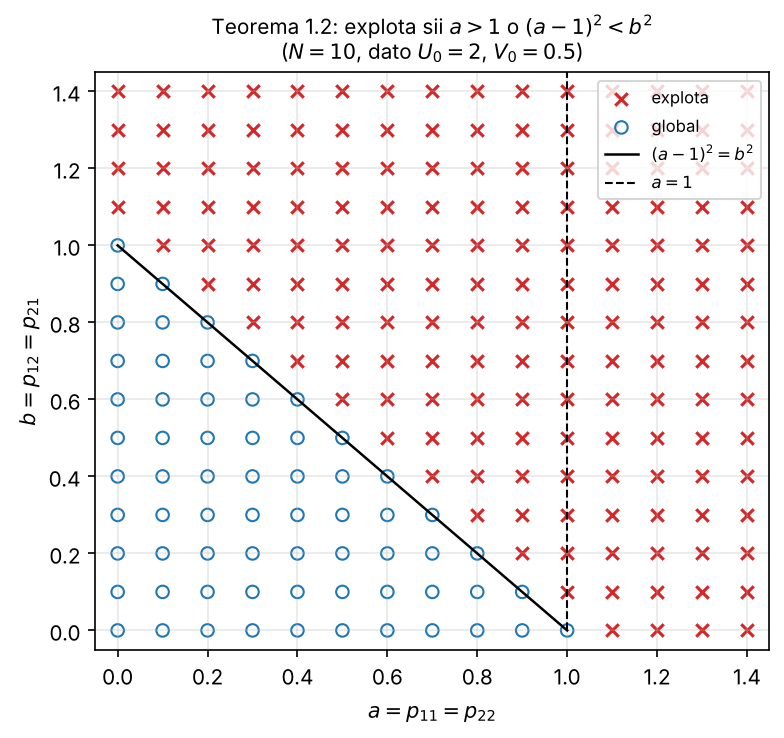 Teorema 1.2: explota sii a > 1 o (a − 1)² < b²
(N = 10, dato U₀ = 2, V₀ = 0.5)
explota
global
(a − 1)² = b²
a = 1
1.4
1.2
1.0
0.8
0.6
0.4
0.2
0.0
b = p₁₂ = p₂₁
0.0 0.2 0.4 0.6 0.8 1.0 1.2 1.4
a = p₁₁ = p₂₂